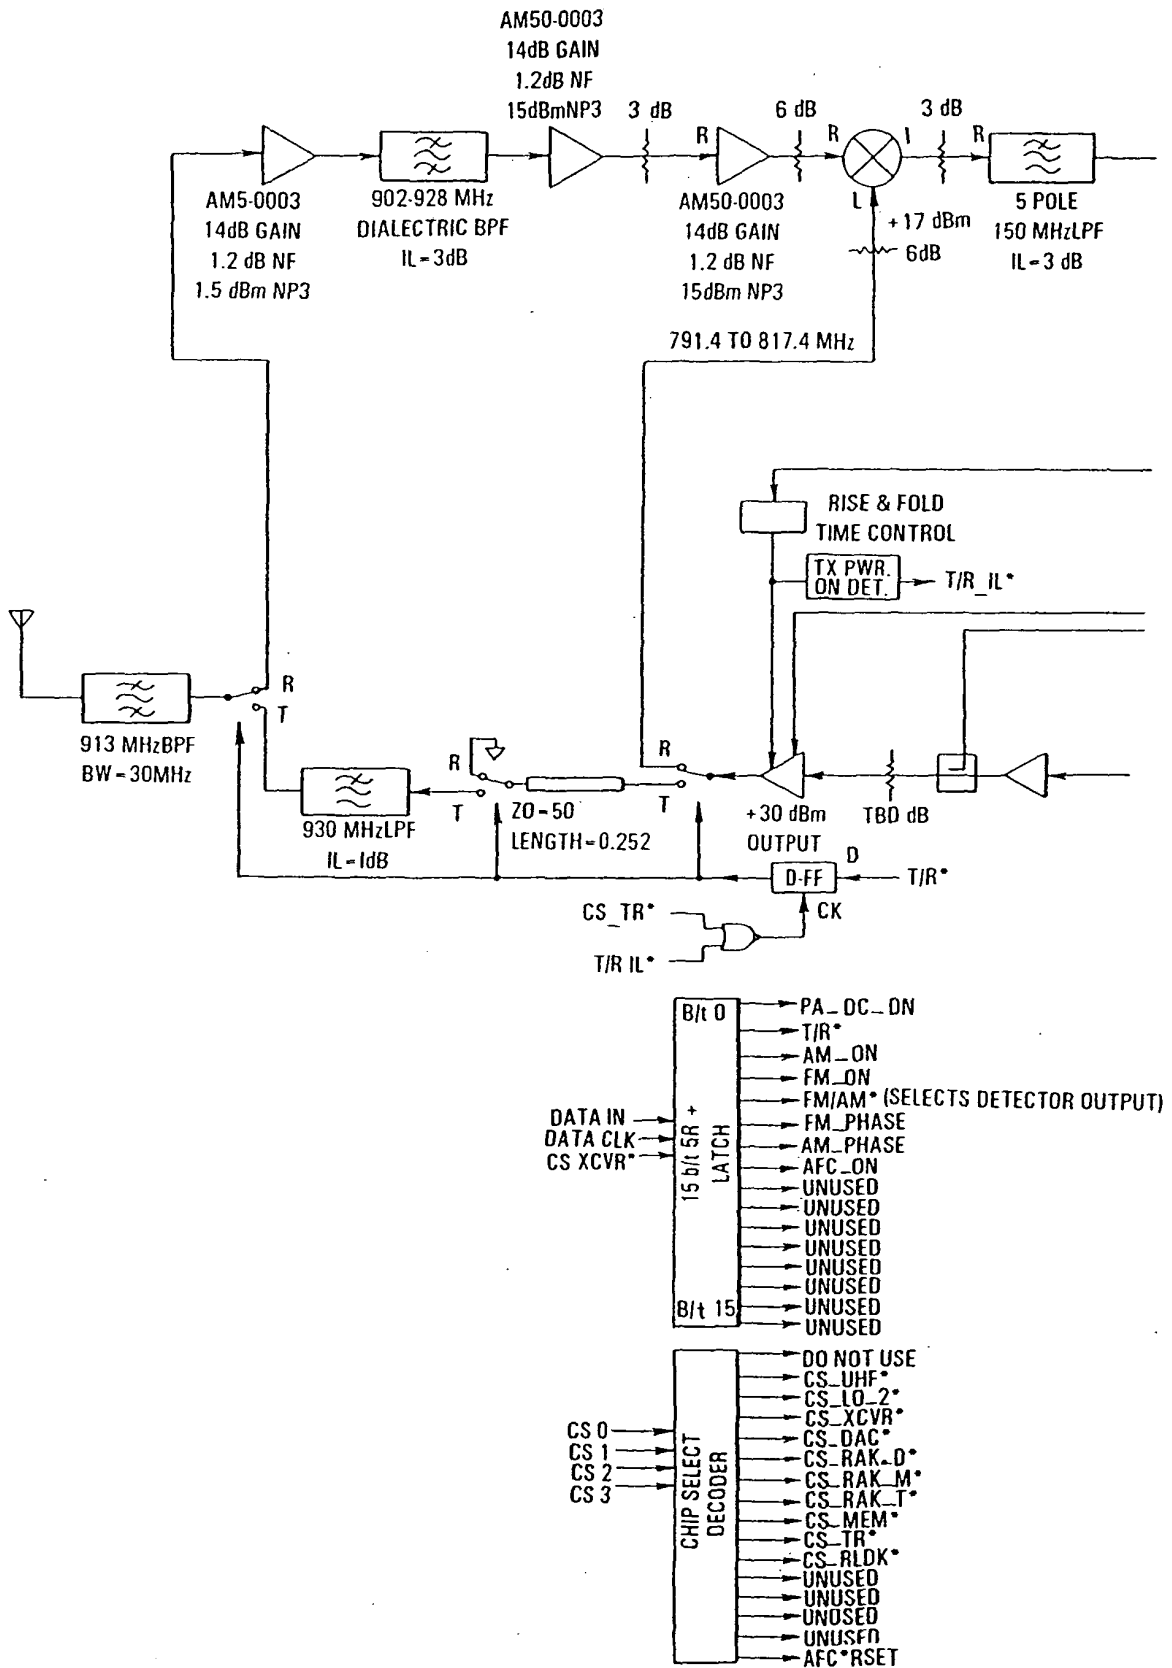 AM50-0003
14dB GAIN
1.2dB NF
15dBmNP3
3 dB
6 dB
3 dB
R
R
I
R
L
AM5-0003
14dB GAIN
1.2 dB NF
1.5 dBm NP3
902-928 MHz
DIALECTRIC BPF
IL=3dB
AM50-0003
14dB GAIN
1.2 dB NF
15dBm NP3
+17 dBm
6dB
5 POLE
150 MHzLPF
IL=3 dB
791.4 TO 817.4 MHz
RISE & FOLD
TIME CONTROL
TX PWR.
ON DET.
T/R_IL*
R
T
913 MHzBPF
BW=30MHz
R
T
930 MHzLPF
IL=1dB
ZO=50
LENGTH=0.252
R
T
+30 dBm
OUTPUT
TBD dB
D-FF
D
T/R*
CK
CS_TR*
T/R IL*
B/t 0
15 b/t 5R +
LATCH
B/t 15
DATA IN
DATA CLK
CS XCVR*
PA_DC_ON
T/R*
AM_ON
FM_ON
FM/AM* (SELECTS DETECTOR OUTPUT)
FM_PHASE
AM_PHASE
AFC_ON
UNUSED
UNUSED
UNUSED
UNUSED
UNUSED
UNUSED
UNUSED
UNUSED
CHIP SELECT
DECODER
CS 0
CS 1
CS 2
CS 3
DO NOT USE
CS_UHF*
CS_LO_2*
CS_XCVR*
CS_DAC*
CS_RAK_D*
CS_RAK_M*
CS_RAK_T*
CS_MEM*
CS_TR*
CS_RLDK*
UNUSED
UNUSED
UNUSED
UNUSED
AFC*RSET